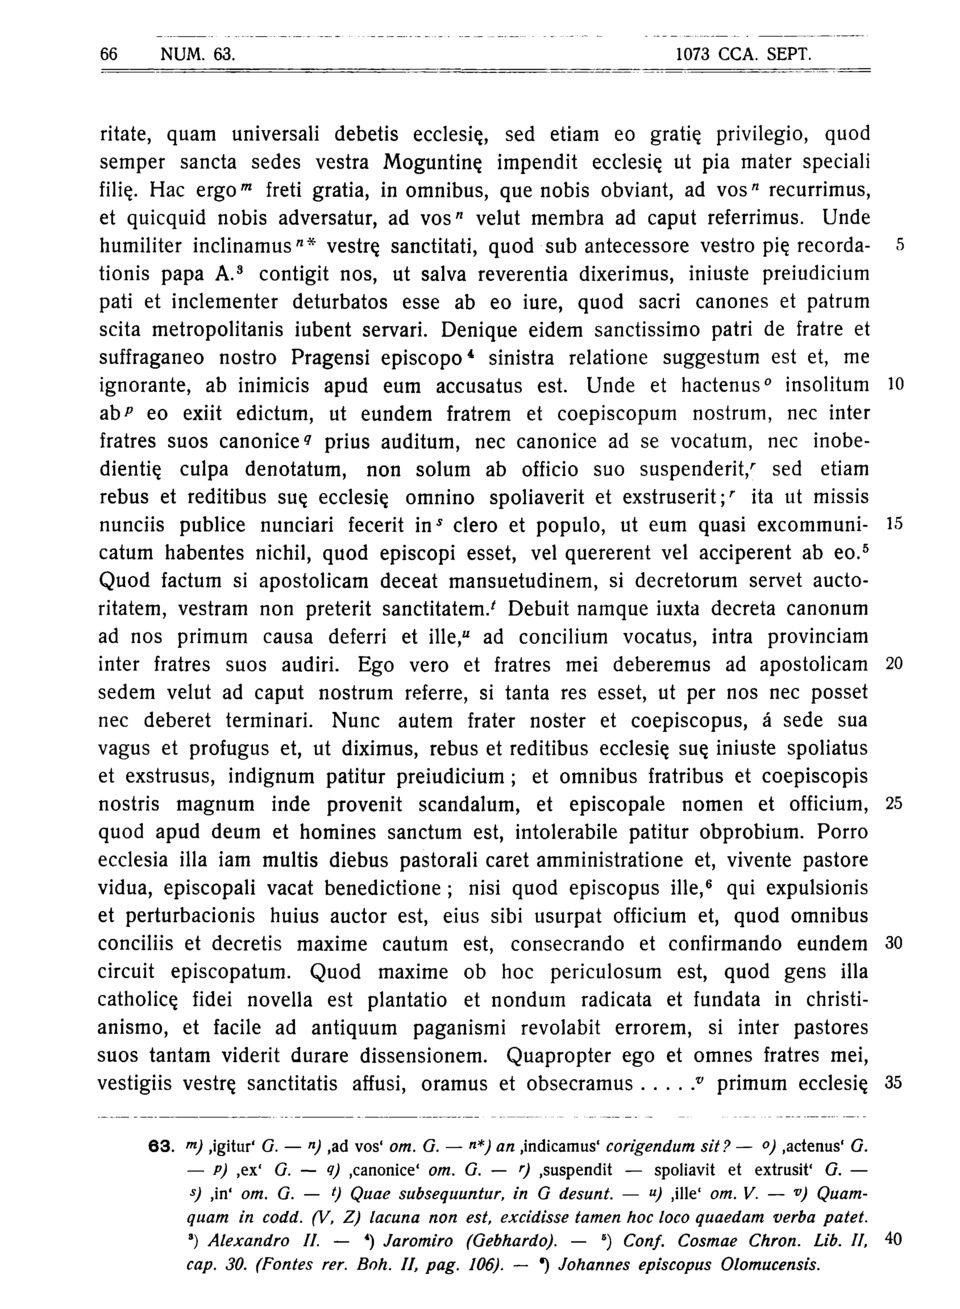 66 NUM. 63. 1073 CCA. SEPT.
ritate, quam universali debetis ecclesię, sed etiam eo gratię privilegio, quod
semper sancta sedes vestra Moguntinę impendit ecclesię ut pia mater speciali
filię. Hac ergo ᵐ freti gratia, in omnibus, que nobis obviant, ad vos ⁿ recurrimus,
et quicquid nobis adversatur, ad vos ⁿ velut membra ad caput referrimus. Unde
humiliter inclinamus ⁿ* vestrę sanctitati, quod sub antecessore vestro pię recorda- 5
tionis papa A.³ contigit nos, ut salva reverentia dixerimus, iniuste preiudicium
pati et inclementer deturbatos esse ab eo iure, quod sacri canones et patrum
scita metropolitanis iubent servari. Denique eidem sanctissimo patri de fratre et
suffraganeo nostro Pragensi episcopo ⁴ sinistra relatione suggestum est et, me
ignorante, ab inimicis apud eum accusatus est. Unde et hactenus ᵒ insolitum 10
ab ᵖ eo exiit edictum, ut eundem fratrem et coepiscopum nostrum, nec inter
fratres suos canonice q prius auditum, nec canonice ad se vocatum, nec inobe-
dientię culpa denotatum, non solum ab officio suo suspenderit,ʳ sed etiam
rebus et reditibus suę ecclesię omnino spoliaverit et exstruserit;ʳ ita ut missis
nunciis publice nunciari fecerit in ˢ clero et populo, ut eum quasi excommuni- 15
catum habentes nichil, quod episcopi esset, vel quererent vel acciperent ab eo.⁵
Quod factum si apostolicam deceat mansuetudinem, si decretorum servet aucto-
ritatem, vestram non preterit sanctitatem.ᵗ Debuit namque iuxta decreta canonum
ad nos primum causa deferri et ille,ᵘ ad concilium vocatus, intra provinciam
inter fratres suos audiri. Ego vero et fratres mei deberemus ad apostolicam 20
sedem velut ad caput nostrum referre, si tanta res esset, ut per nos nec posset
nec deberet terminari. Nunc autem frater noster et coepiscopus, á sede sua
vagus et profugus et, ut diximus, rebus et reditibus ecclesię suę iniuste spoliatus
et exstrusus, indignum patitur preiudicium ; et omnibus fratribus et coepiscopis
nostris magnum inde provenit scandalum, et episcopale nomen et officium, 25
quod apud deum et homines sanctum est, intolerabile patitur obprobium. Porro
ecclesia illa iam multis diebus pastorali caret amministratione et, vivente pastore
vidua, episcopali vacat benedictione ; nisi quod episcopus ille,⁶ qui expulsionis
et perturbacionis huius auctor est, eius sibi usurpat officium et, quod omnibus
conciliis et decretis maxime cautum est, consecrando et confirmando eundem 30
circuit episcopatum. Quod maxime ob hoc periculosum est, quod gens illa
catholicę fidei novella est plantatio et nondum radicata et fundata in christi-
anismo, et facile ad antiquum paganismi revolabit errorem, si inter pastores
suos tantam viderit durare dissensionem. Quapropter ego et omnes fratres mei,
vestigiis vestrę sanctitatis affusi, oramus et obsecramus . . . . .ᵛ primum ecclesię 35
63. m) ‚igitur‘ G. — n) ‚ad vos‘ om. G. — n*) an ‚indicamus‘ corigendum sit? — o) ‚actenus‘ G.
— p) ‚ex‘ G. — q) ‚canonice‘ om. G. — r) ‚suspendit — spoliavit et extrusit‘ G. —
s) ‚in‘ om. G. — t) Quae subsequuntur, in G desunt. — u) ‚ille‘ om. V. — v) Quam-
quam in codd. (V, Z) lacuna non est, excidisse tamen hoc loco quaedam verba patet.
³) Alexandro II. — ⁴) Jaromiro (Gebhardo). — ⁵) Conf. Cosmae Chron. Lib. II, 40
cap. 30. (Fontes rer. Boh. II, pag. 106). — ⁶) Johannes episcopus Olomucensis.